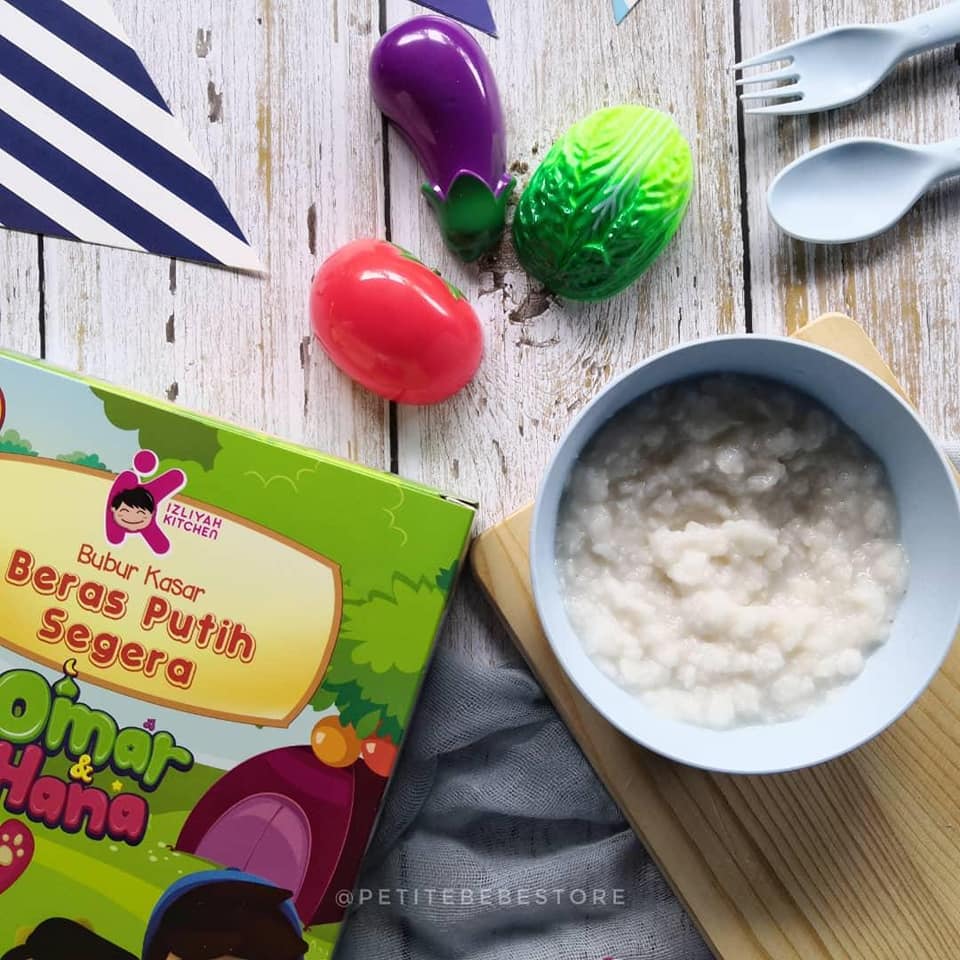 IZLIYAH
KITCHEN
Bubur Kasar
Beras Putih
Segera
Omar
&
Hana
@PETITEBEBESTORE